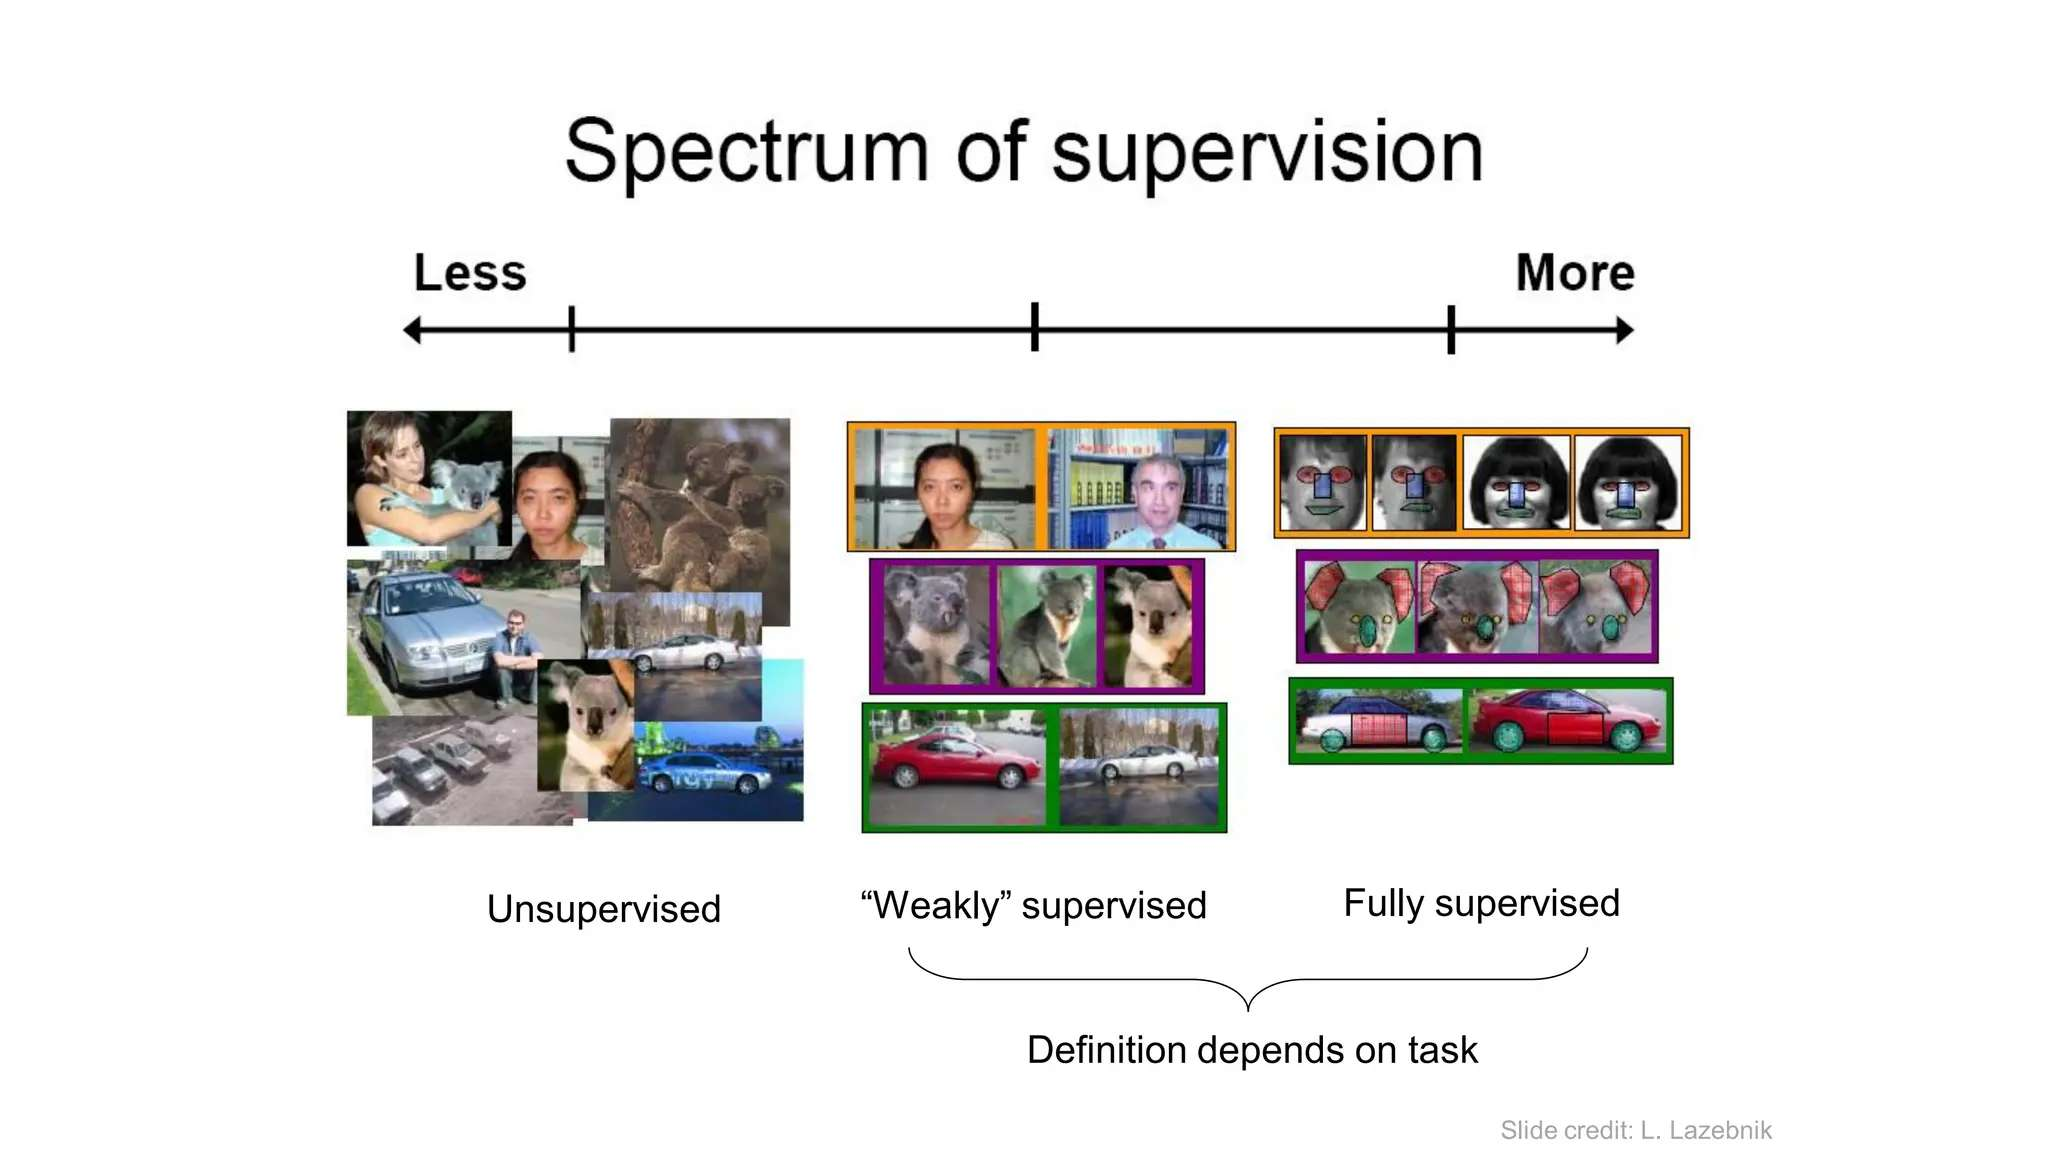 Spectrum of supervision
Less
More
Unsupervised
“Weakly” supervised
Fully supervised
Definition depends on task
Slide credit: L. Lazebnik